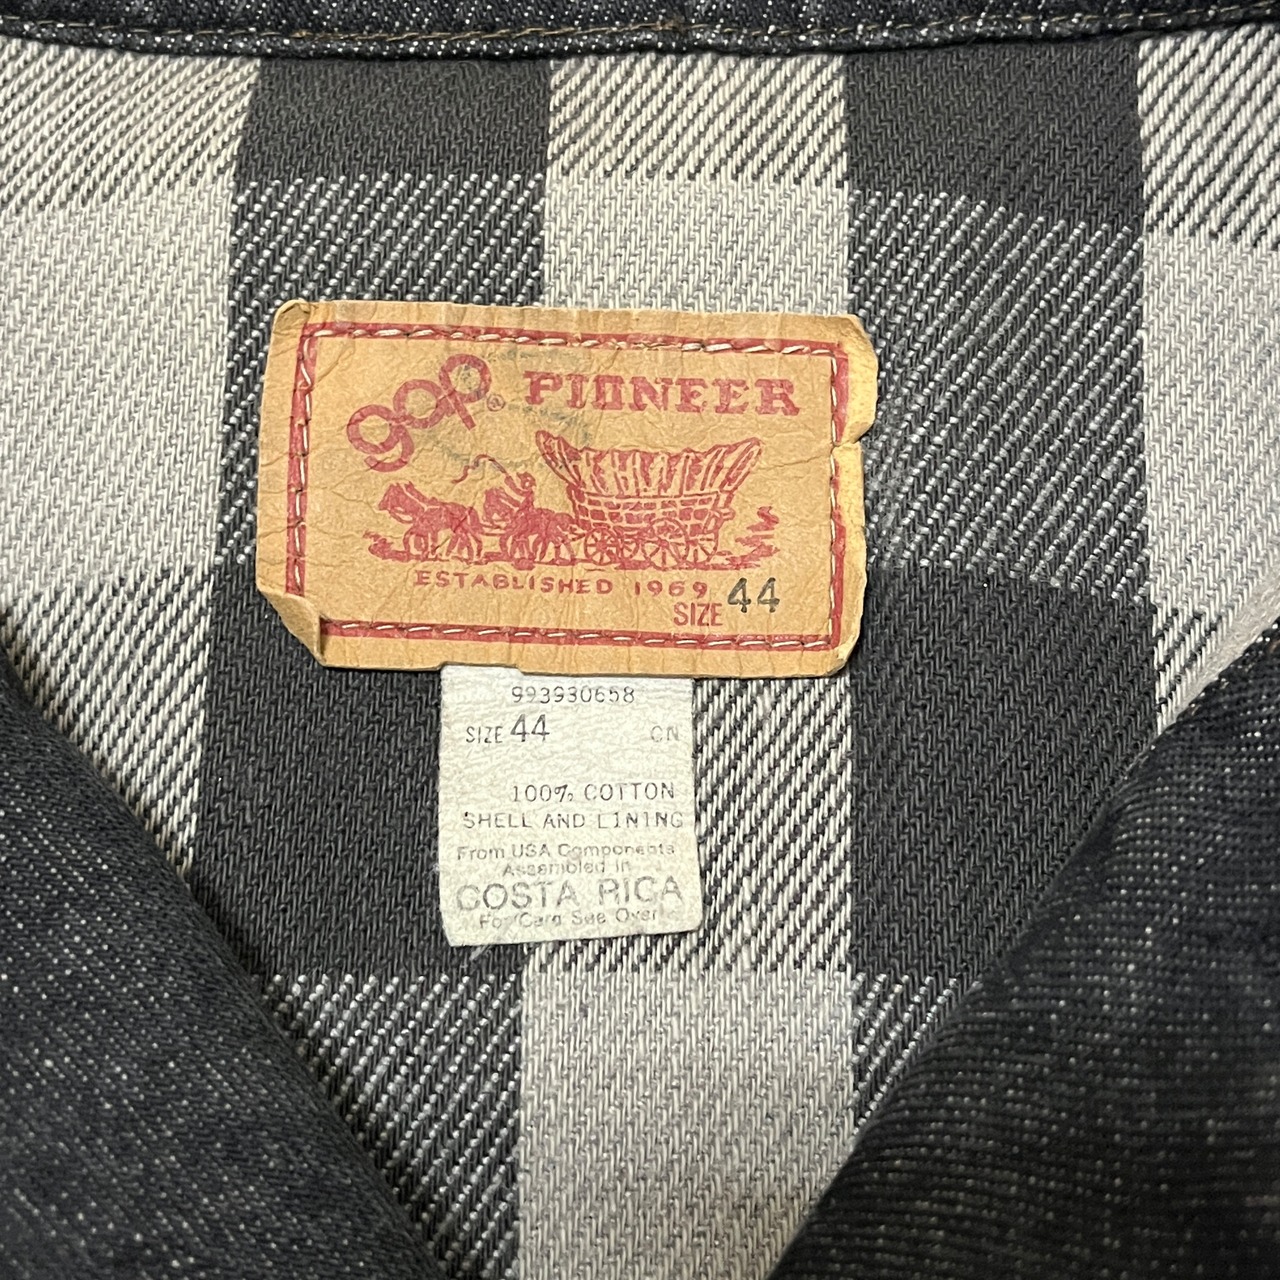 gap® PIONEER
ESTABLISHED 1969
SIZE 44
993930658
SIZE 44 CN
100% COTTON
SHELL AND LINING
From USA Components
Assembled in
COSTA RICA
For Care See Over